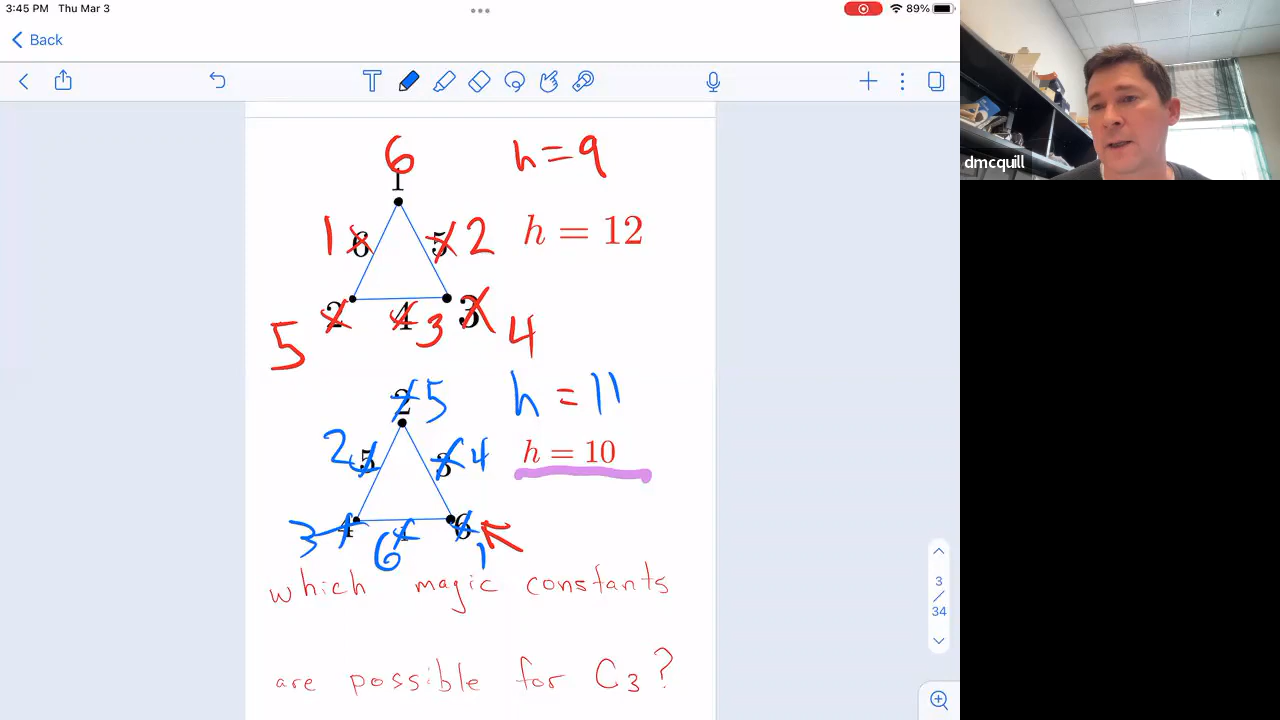 3:45 PM Thu Mar 3
89%
Back
T
6
h=9
1
1 6
5 2
h = 12
2
4 3
3
5
4
2 5
h = 11
2 5
3 4
h = 10
3 4
6 1
6
1
which magic constants
are possible for C3?
3
/
34
dmcquill